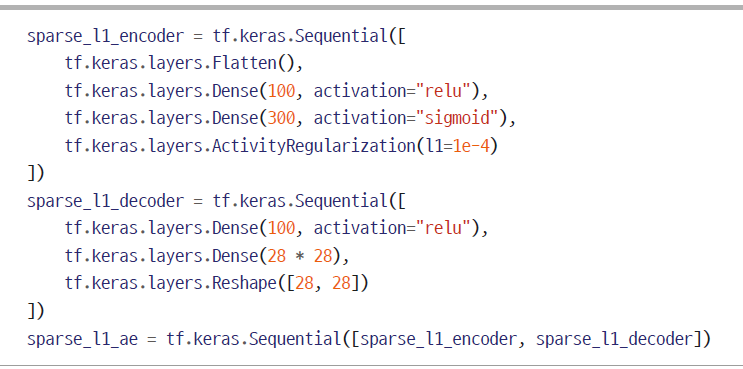 sparse_l1_encoder = tf.keras.Sequential([
    tf.keras.layers.Flatten(),
    tf.keras.layers.Dense(100, activation="relu"),
    tf.keras.layers.Dense(300, activation="sigmoid"),
    tf.keras.layers.ActivityRegularization(l1=1e-4)
])
sparse_l1_decoder = tf.keras.Sequential([
    tf.keras.layers.Dense(100, activation="relu"),
    tf.keras.layers.Dense(28 * 28),
    tf.keras.layers.Reshape([28, 28])
])
sparse_l1_ae = tf.keras.Sequential([sparse_l1_encoder, sparse_l1_decoder])